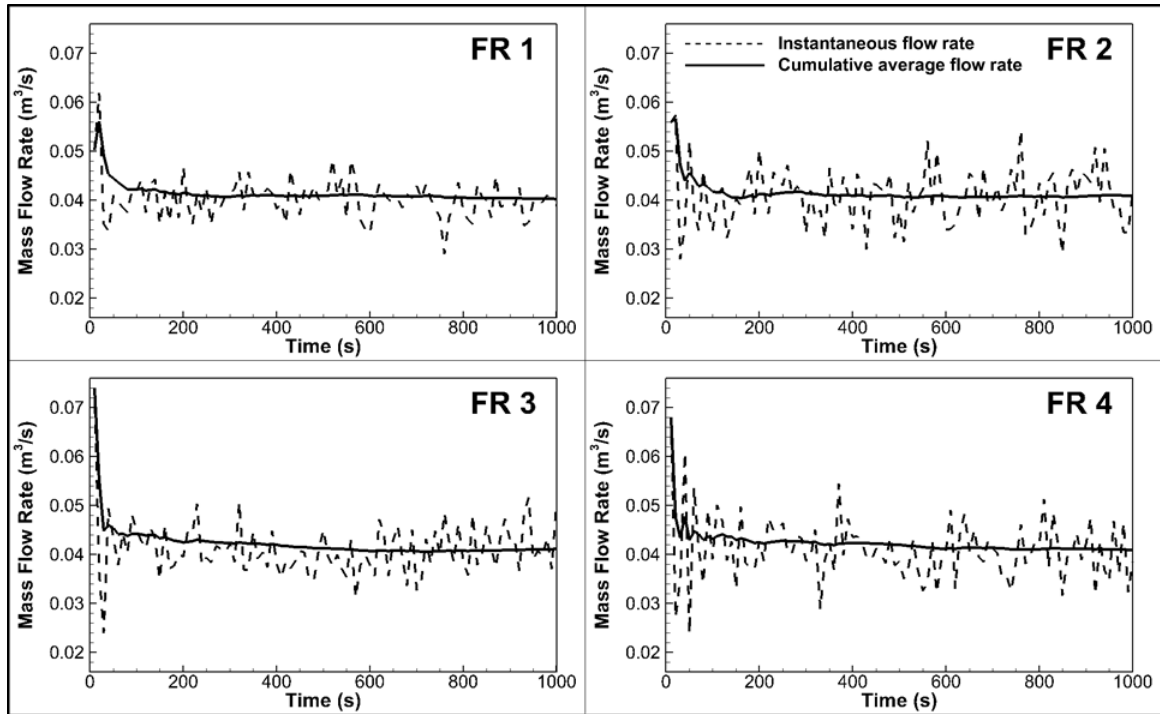 FR 1
Mass Flow Rate (m³/s)
0.07
0.06
0.05
0.04
0.03
0.02
0 200 400 600 800 1000
Time (s)
FR 2
Instantaneous flow rate
Cumulative average flow rate
Mass Flow Rate (m³/s)
0.07
0.06
0.05
0.04
0.03
0.02
0 200 400 600 800 1000
Time (s)
FR 3
Mass Flow Rate (m³/s)
0.07
0.06
0.05
0.04
0.03
0.02
0 200 400 600 800 1000
Time (s)
FR 4
Mass Flow Rate (m³/s)
0.07
0.06
0.05
0.04
0.03
0.02
0 200 400 600 800 1000
Time (s)